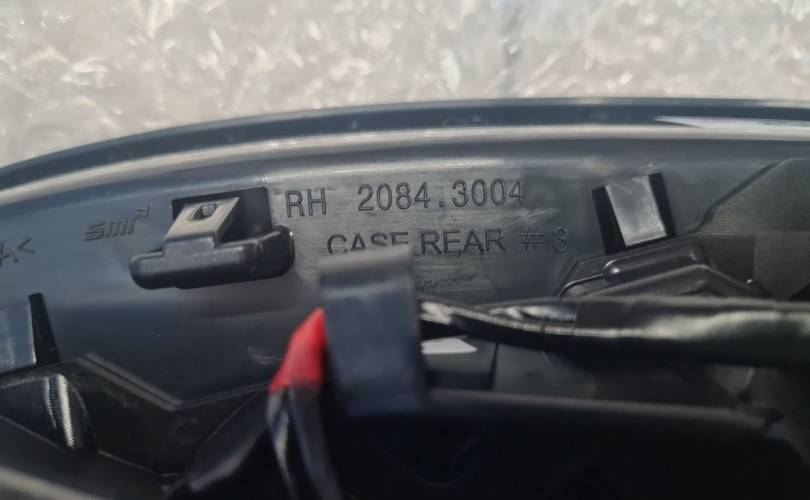 RH 2084.3004
smr
CASE REAR #3
A<